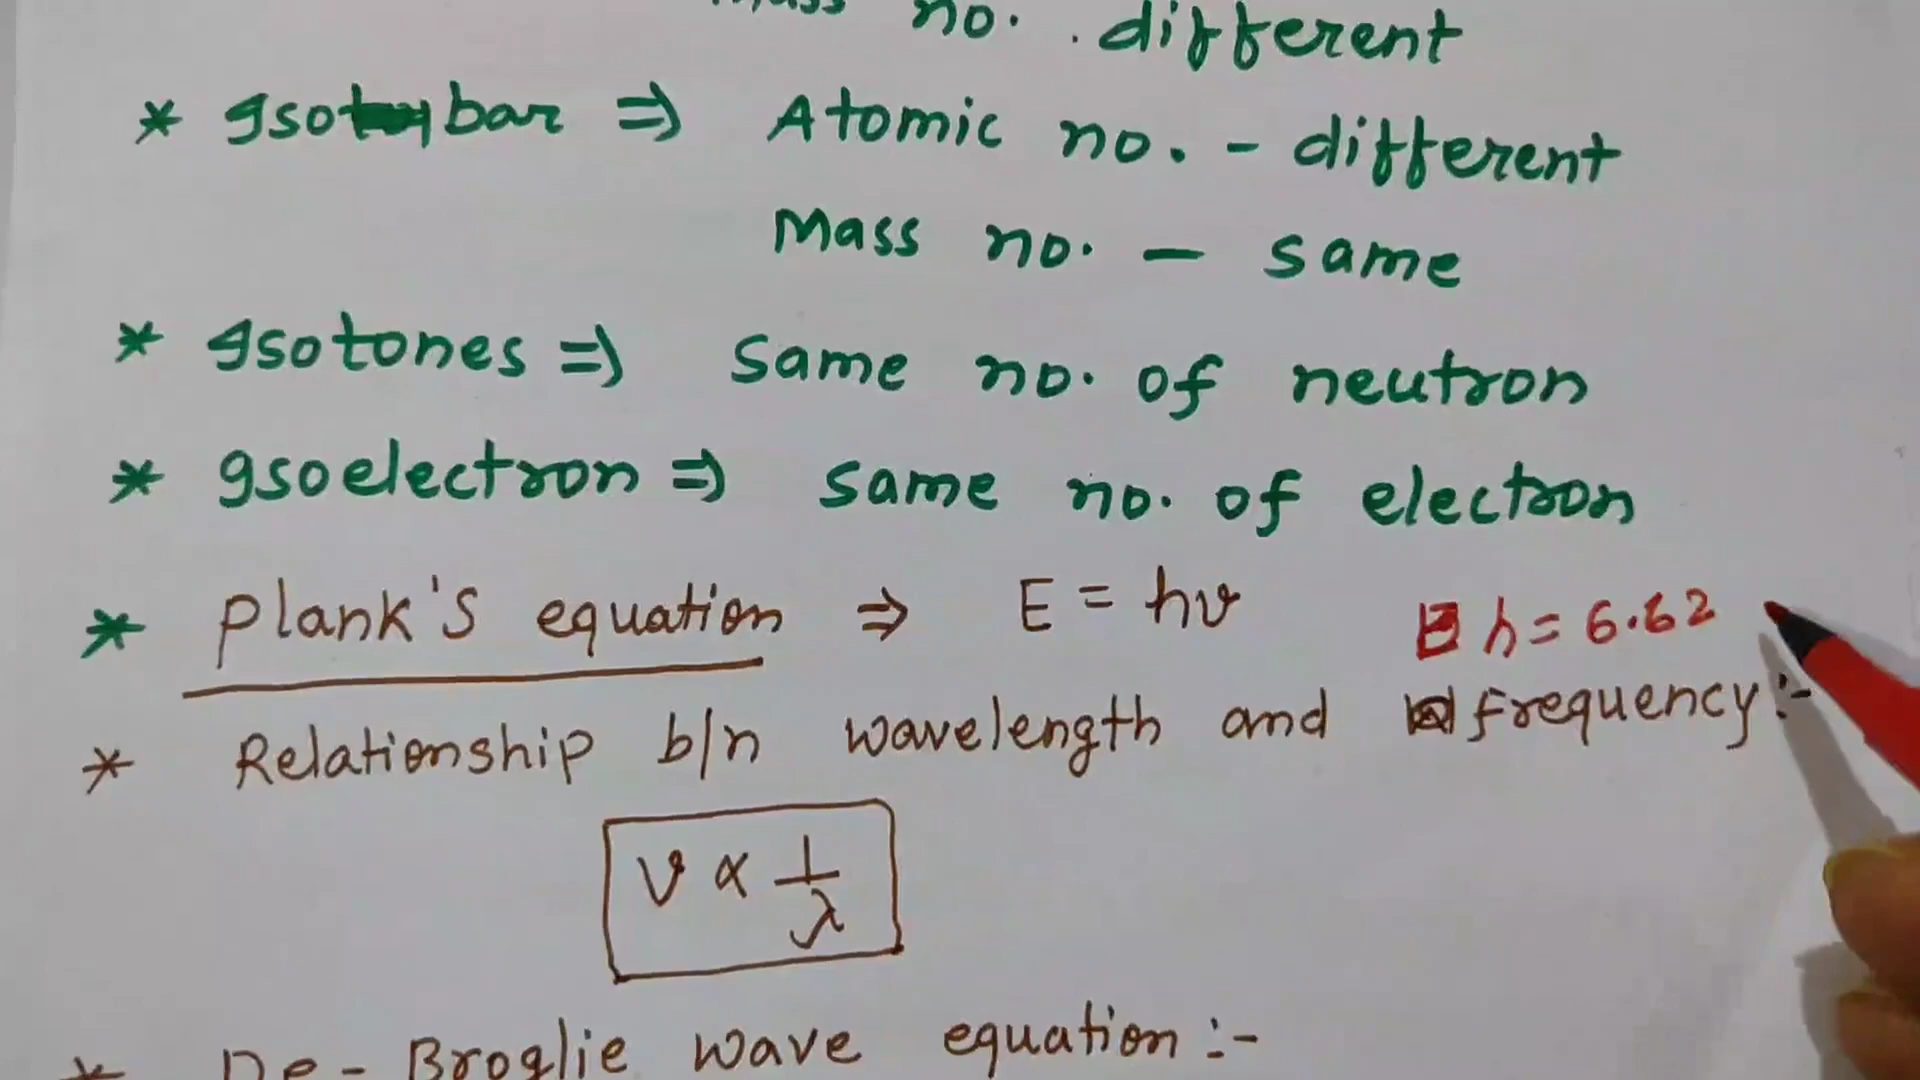 no. . different
* Isobar ⇒ Atomic no. - different
Mass no. - same
* Isotones ⇒ Same no. of neutron
* Isoelectron ⇒ same no. of electron
* Plank's equation ⇒ E = hν h = 6.62
* Relationship b/n wavelength and frequency :-
ν ∝ 1/λ
* De-Broglie wave equation :-